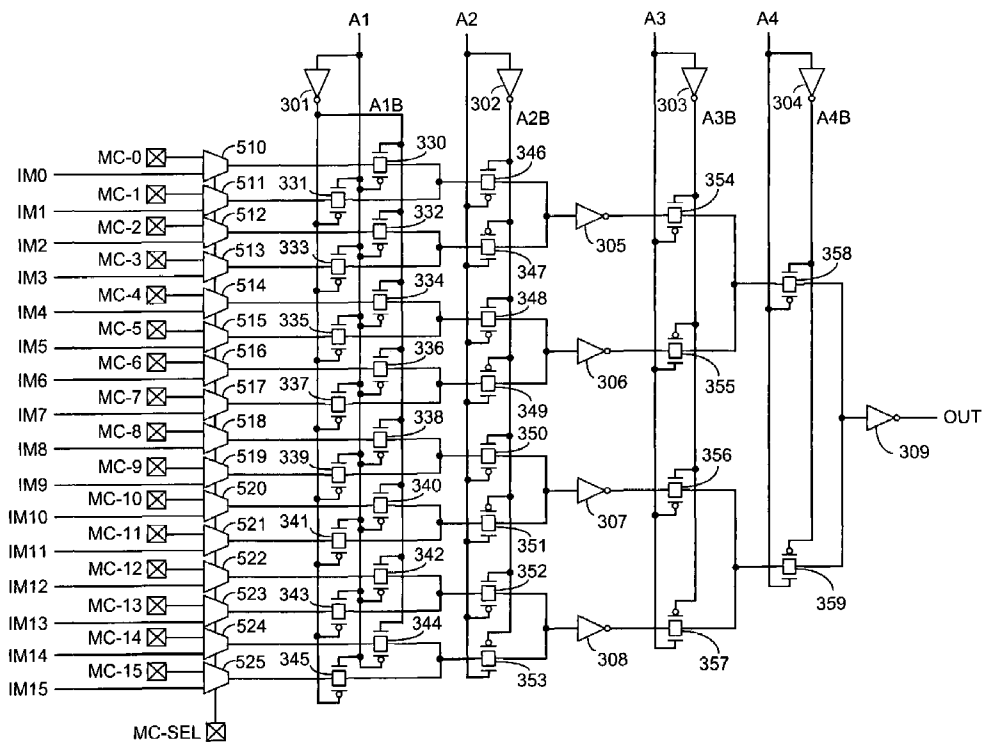 A1 A2 A3 A4
301 302 303 304
A1B A2B A3B A4B
MC-0 510 330
IM0 346
MC-1 511 331 354
IM1
MC-2 512 332
IM2 305
MC-3 513 333 358
IM3 347
MC-4 514 334
IM4 348
MC-5 515 335
IM5 355
MC-6 516 336 306
IM6
MC-7 517 337 349
IM7
MC-8 518 338 OUT
IM8 350 309
MC-9 519 339 356
IM9
MC-10 520 340
IM10 307
MC-11 521 341 351
IM11
MC-12 522 342
IM12 352 359
MC-13 523 343
IM13
MC-14 524 344
IM14 308 357
MC-15 525 345 353
IM15
MC-SEL